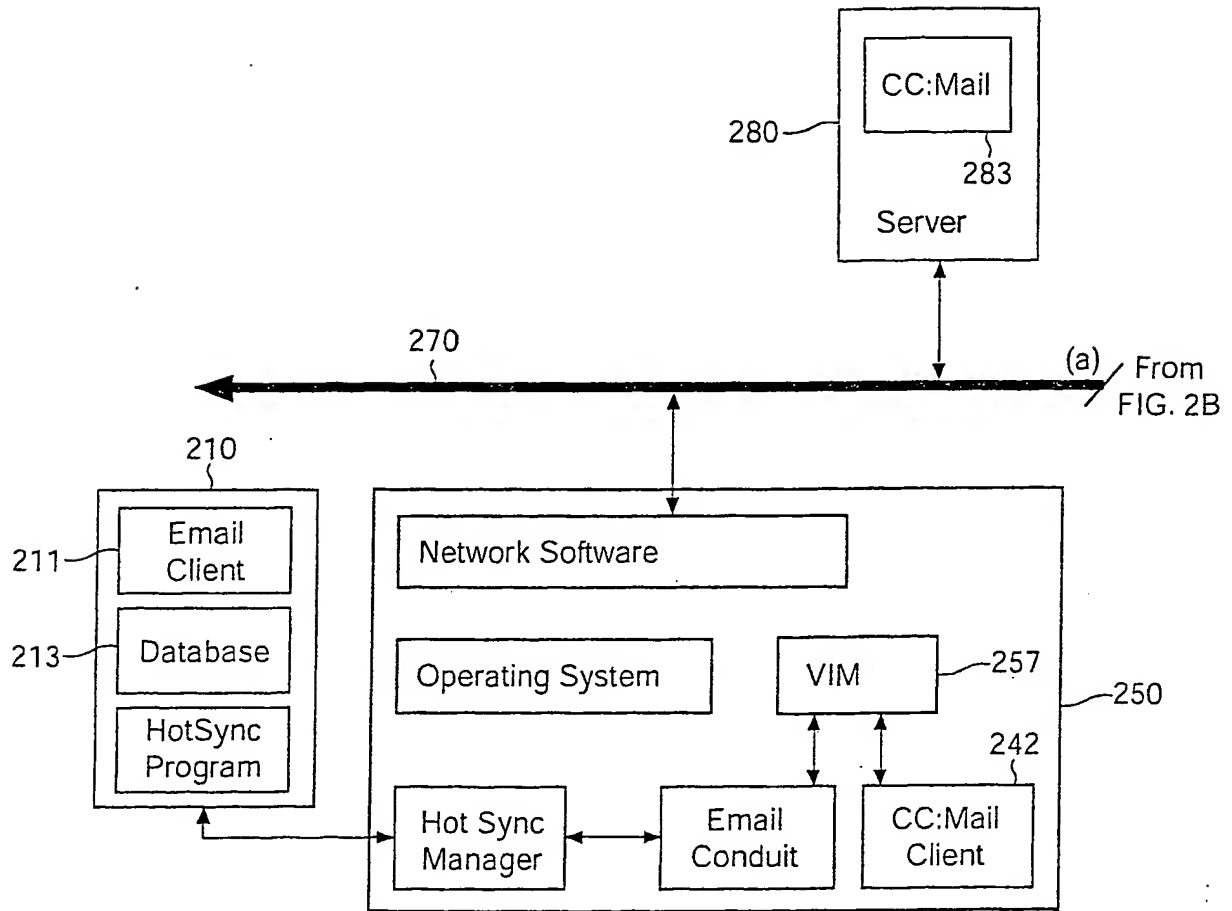 CC:Mail
280
283
Server
270
(a)
From
FIG. 2B
210
Email
Client
211
Network Software
Database
213
Operating System
VIM
257
250
HotSync
Program
242
Hot Sync
Manager
Email
Conduit
CC:Mail
Client